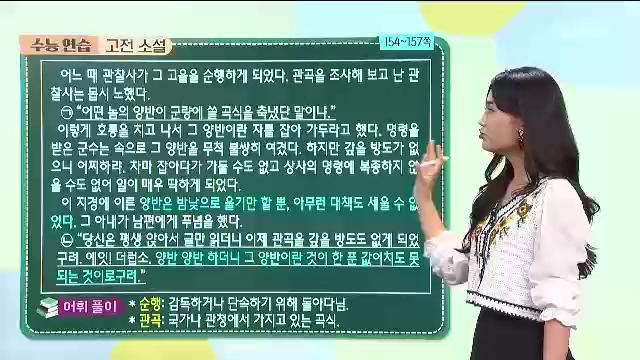 수능 연습 고전 소설
154~157쪽
어느 때 관찰사가 그 고을을 순행하게 되었다. 관곡을 조사해 보고 난 관
찰사는 몹시 노했다.
㉠ “어떤 놈의 양반이 군량에 쓸 곡식을 축냈단 말이냐.”
이렇게 호통을 치고 나서 그 양반이란 자를 잡아 가두라고 했다. 명령을
받은 군수는 속으로 그 양반을 무척 불쌍히 여겼다. 하지만 갚을 방도가 없
으니 어찌하랴. 차마 잡아다가 가둘 수도 없고 상사의 명령에 복종하지 않
을 수도 없어 일이 매우 딱하게 되었다.
이 지경에 이른 양반은 밤낮으로 울기만 할 뿐, 아무런 대책도 세울 수 없
었다. 그 아내가 남편에게 푸념을 했다.
㉡ “당신은 평생 앉아서 글만 읽더니 이제 관곡을 갚을 방도도 없게 되었
구려. 에잇! 더럽소. 양반 양반 하더니 그 양반이란 것이 한 푼 값어치도 못
되는 것이로구려.”
어휘 풀이
* 순행: 감독하거나 단속하기 위해 돌아다님.
* 관곡: 국가나 관청에서 가지고 있는 곡식.